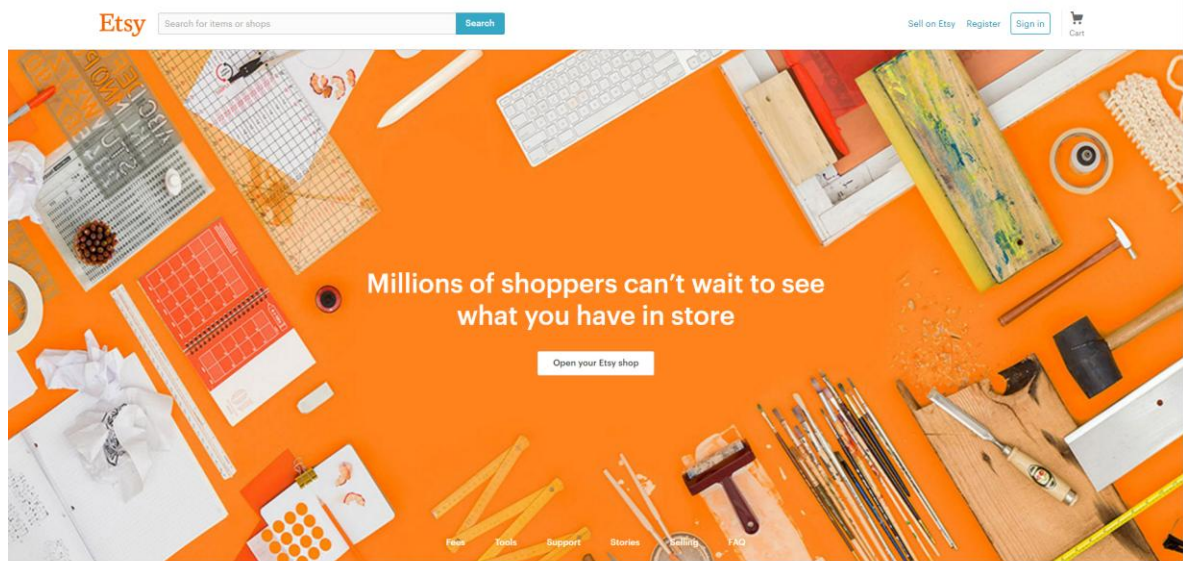 Etsy
Search for items or shops
Search
Sell on Etsy
Register
Sign in
Cart
Millions of shoppers can't wait to see
what you have in store
Open your Etsy shop
Fees
Tools
Support
Stories
Selling
FAQ